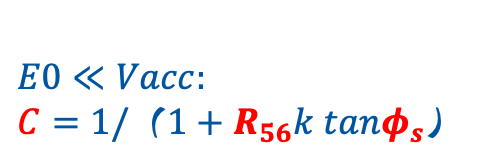 E0 ≪ Vacc:
C = 1/ (1 + R₅₆k tanϕₛ)